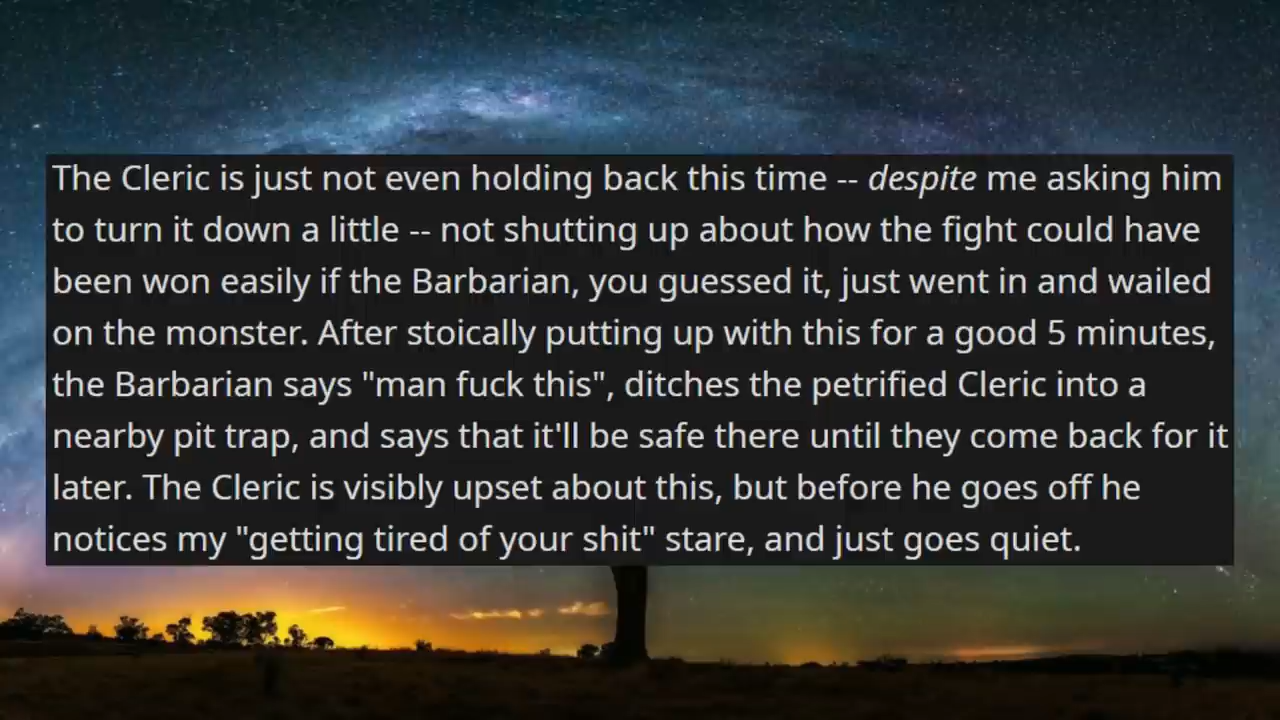 The Cleric is just not even holding back this time -- despite me asking him
to turn it down a little -- not shutting up about how the fight could have
been won easily if the Barbarian, you guessed it, just went in and wailed
on the monster. After stoically putting up with this for a good 5 minutes,
the Barbarian says "man fuck this", ditches the petrified Cleric into a
nearby pit trap, and says that it'll be safe there until they come back for it
later. The Cleric is visibly upset about this, but before he goes off he
notices my "getting tired of your shit" stare, and just goes quiet.